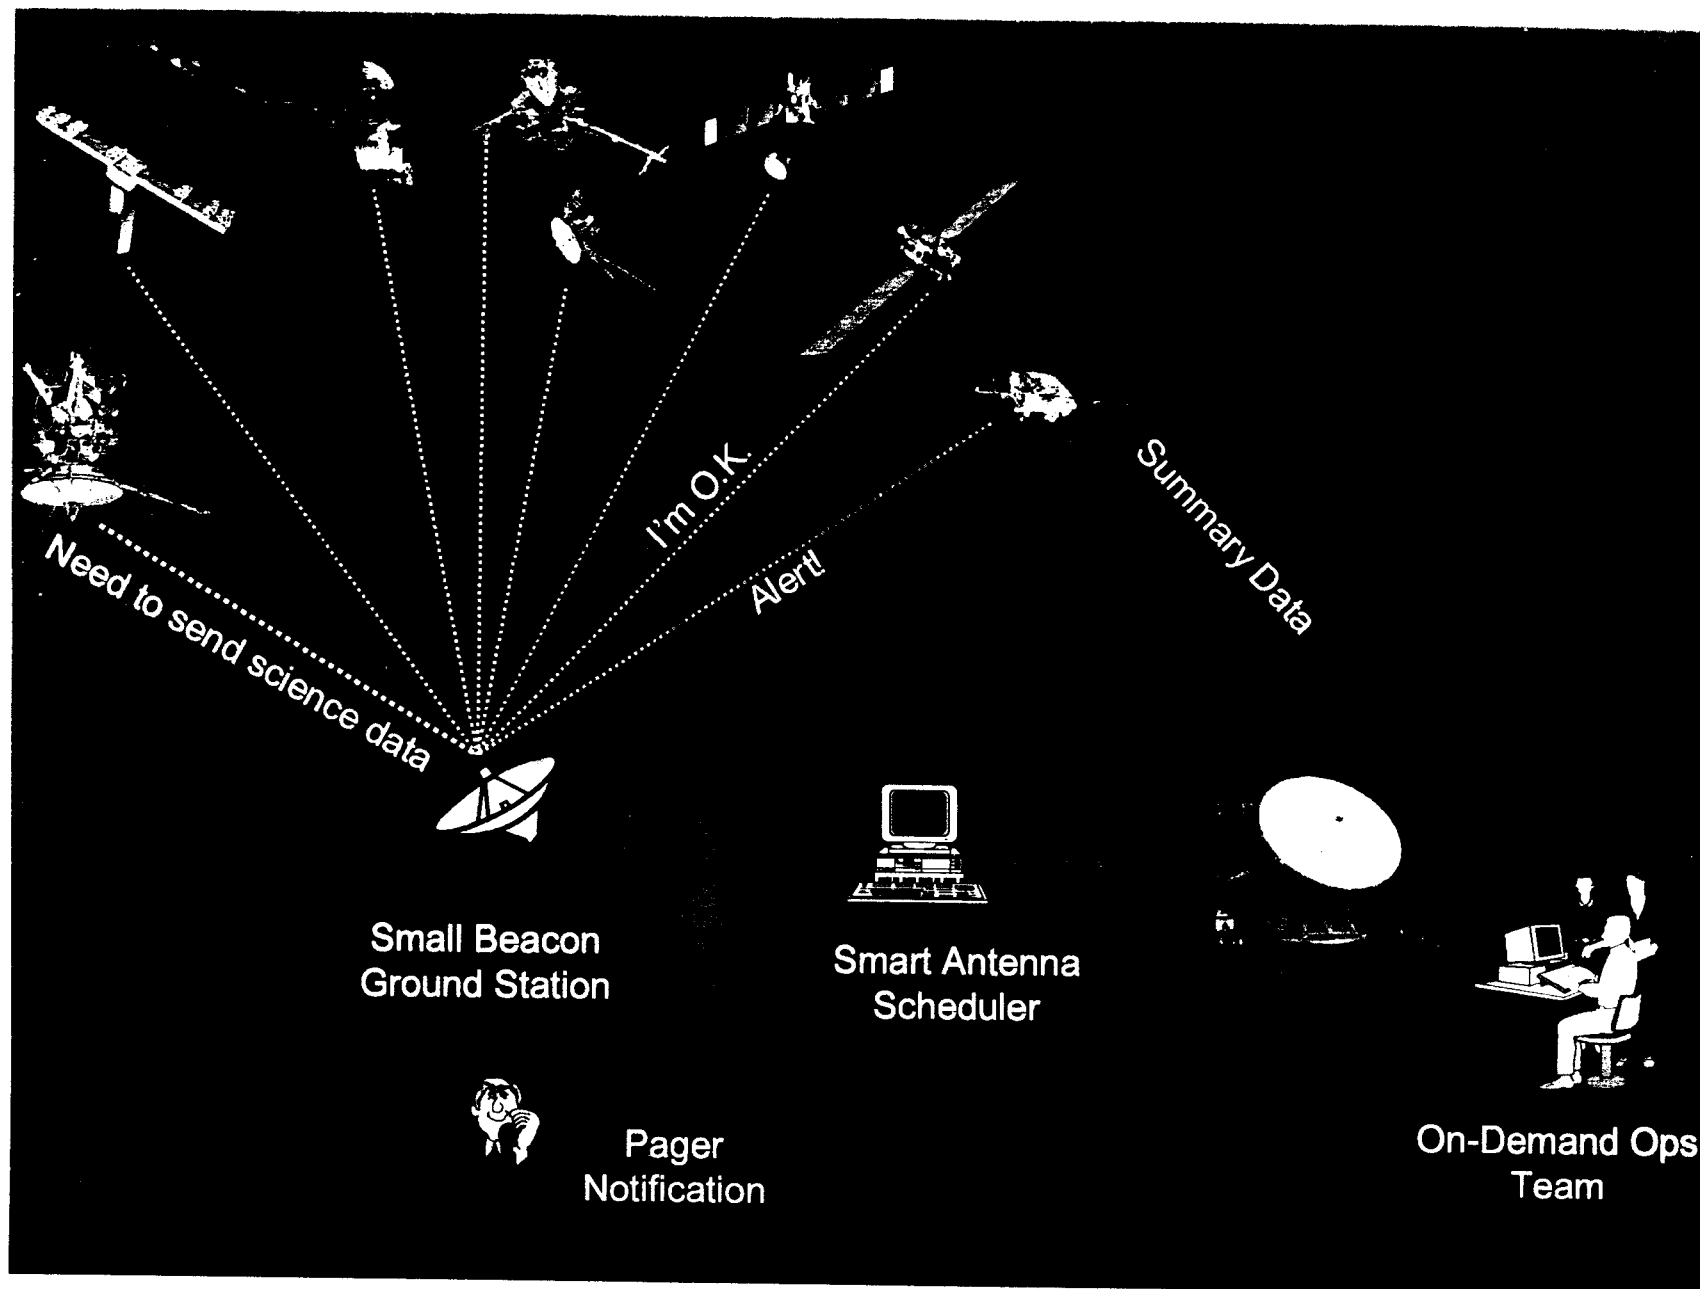 I'm O.K.
Alert!
Summary Data
Need to send science data
Small Beacon
Ground Station
Smart Antenna
Scheduler
Pager
Notification
On-Demand Ops
Team